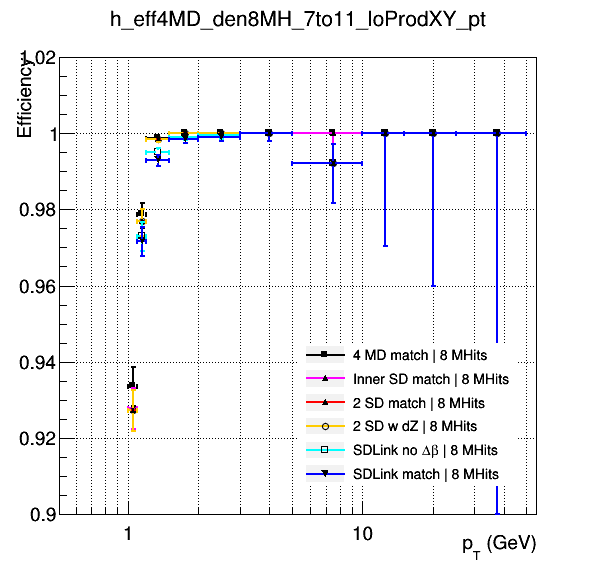 h_eff4MD_den8MH_7to11_loProdXY_pt
Efficiency
1.02
1
0.98
0.96
0.94
0.92
0.9
4 MD match | 8 MHits
Inner SD match | 8 MHits
2 SD match | 8 MHits
2 SD w dZ | 8 MHits
SDLink no Δβ | 8 MHits
SDLink match | 8 MHits
1
10
p_T (GeV)